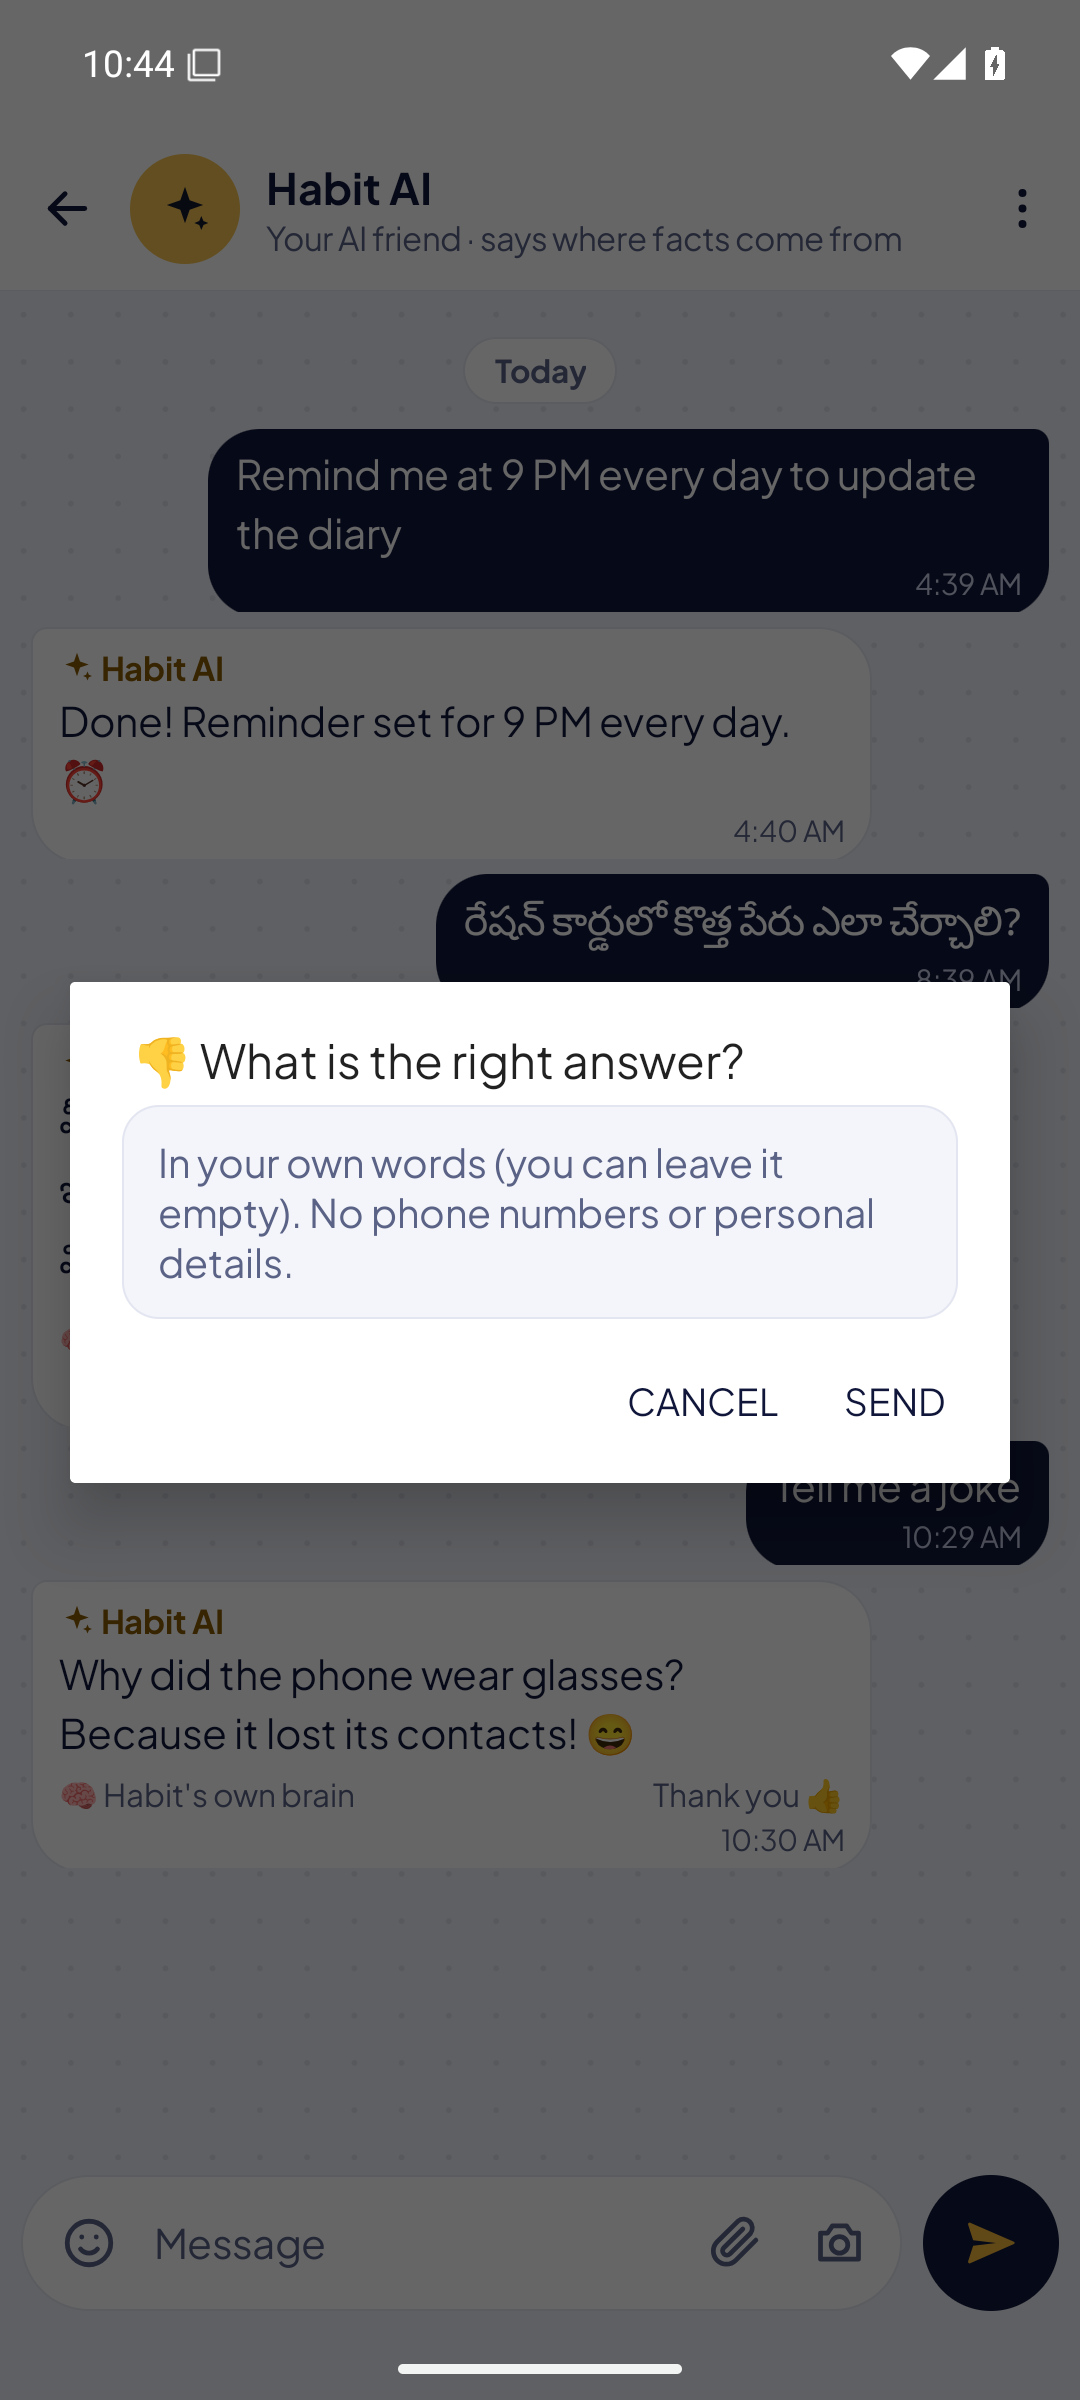 10:44
Habit AI
Your AI friend · says where facts come from
Today
Remind me at 9 PM every day to update
the diary
4:39 AM
Habit AI
Done! Reminder set for 9 PM every day.
⏰
4:40 AM
రేషన్ కార్డులో కొత్త పేరు ఎలా చేర్చాలి?
8:39 AM
👎 What is the right answer?
In your own words (you can leave it
empty). No phone numbers or personal
details.
CANCEL SEND
Tell me a joke
10:29 AM
Habit AI
Why did the phone wear glasses?
Because it lost its contacts! 😄
🧠 Habit's own brain Thank you 👍
10:30 AM
Message